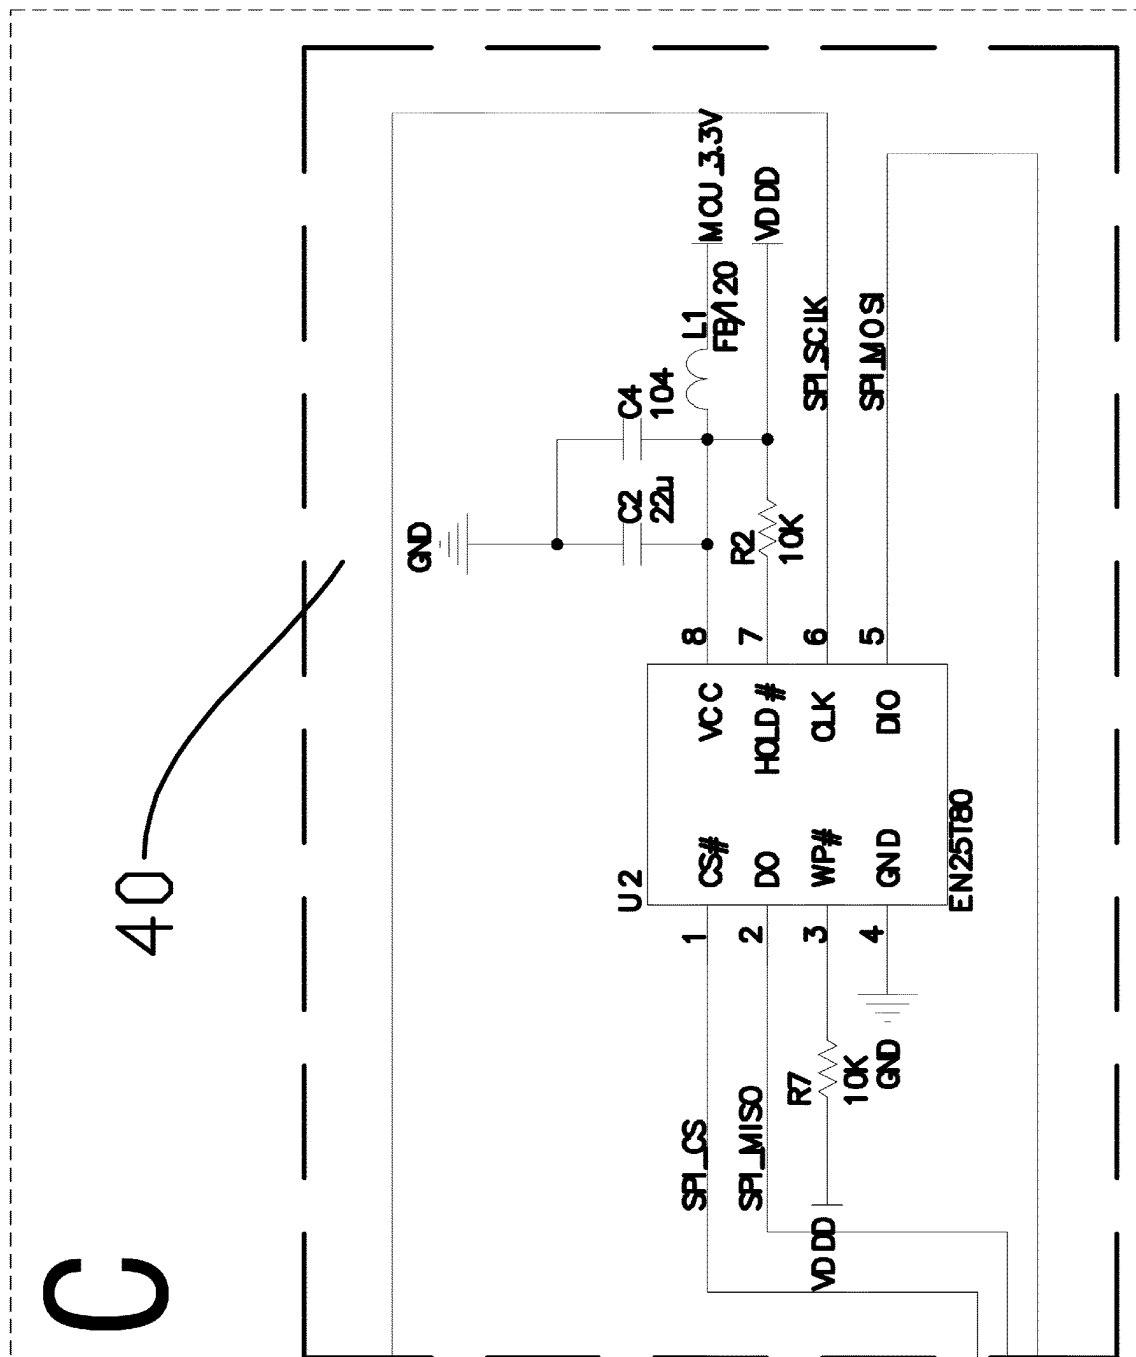 C
40
GND
C2
22u
C4
104
L1
FB/120
MCU_3.3V
VDDD
R2
10K
SPI_SCLK
SPI_MOSI
8
7
6
5
U2
VCC
HOLD#
CLK
DIO
CS#
DO
WP#
GND
EN25T80
1
2
3
4
SPI_CS
SPI_MISO
R7
10K
GND
VDDD